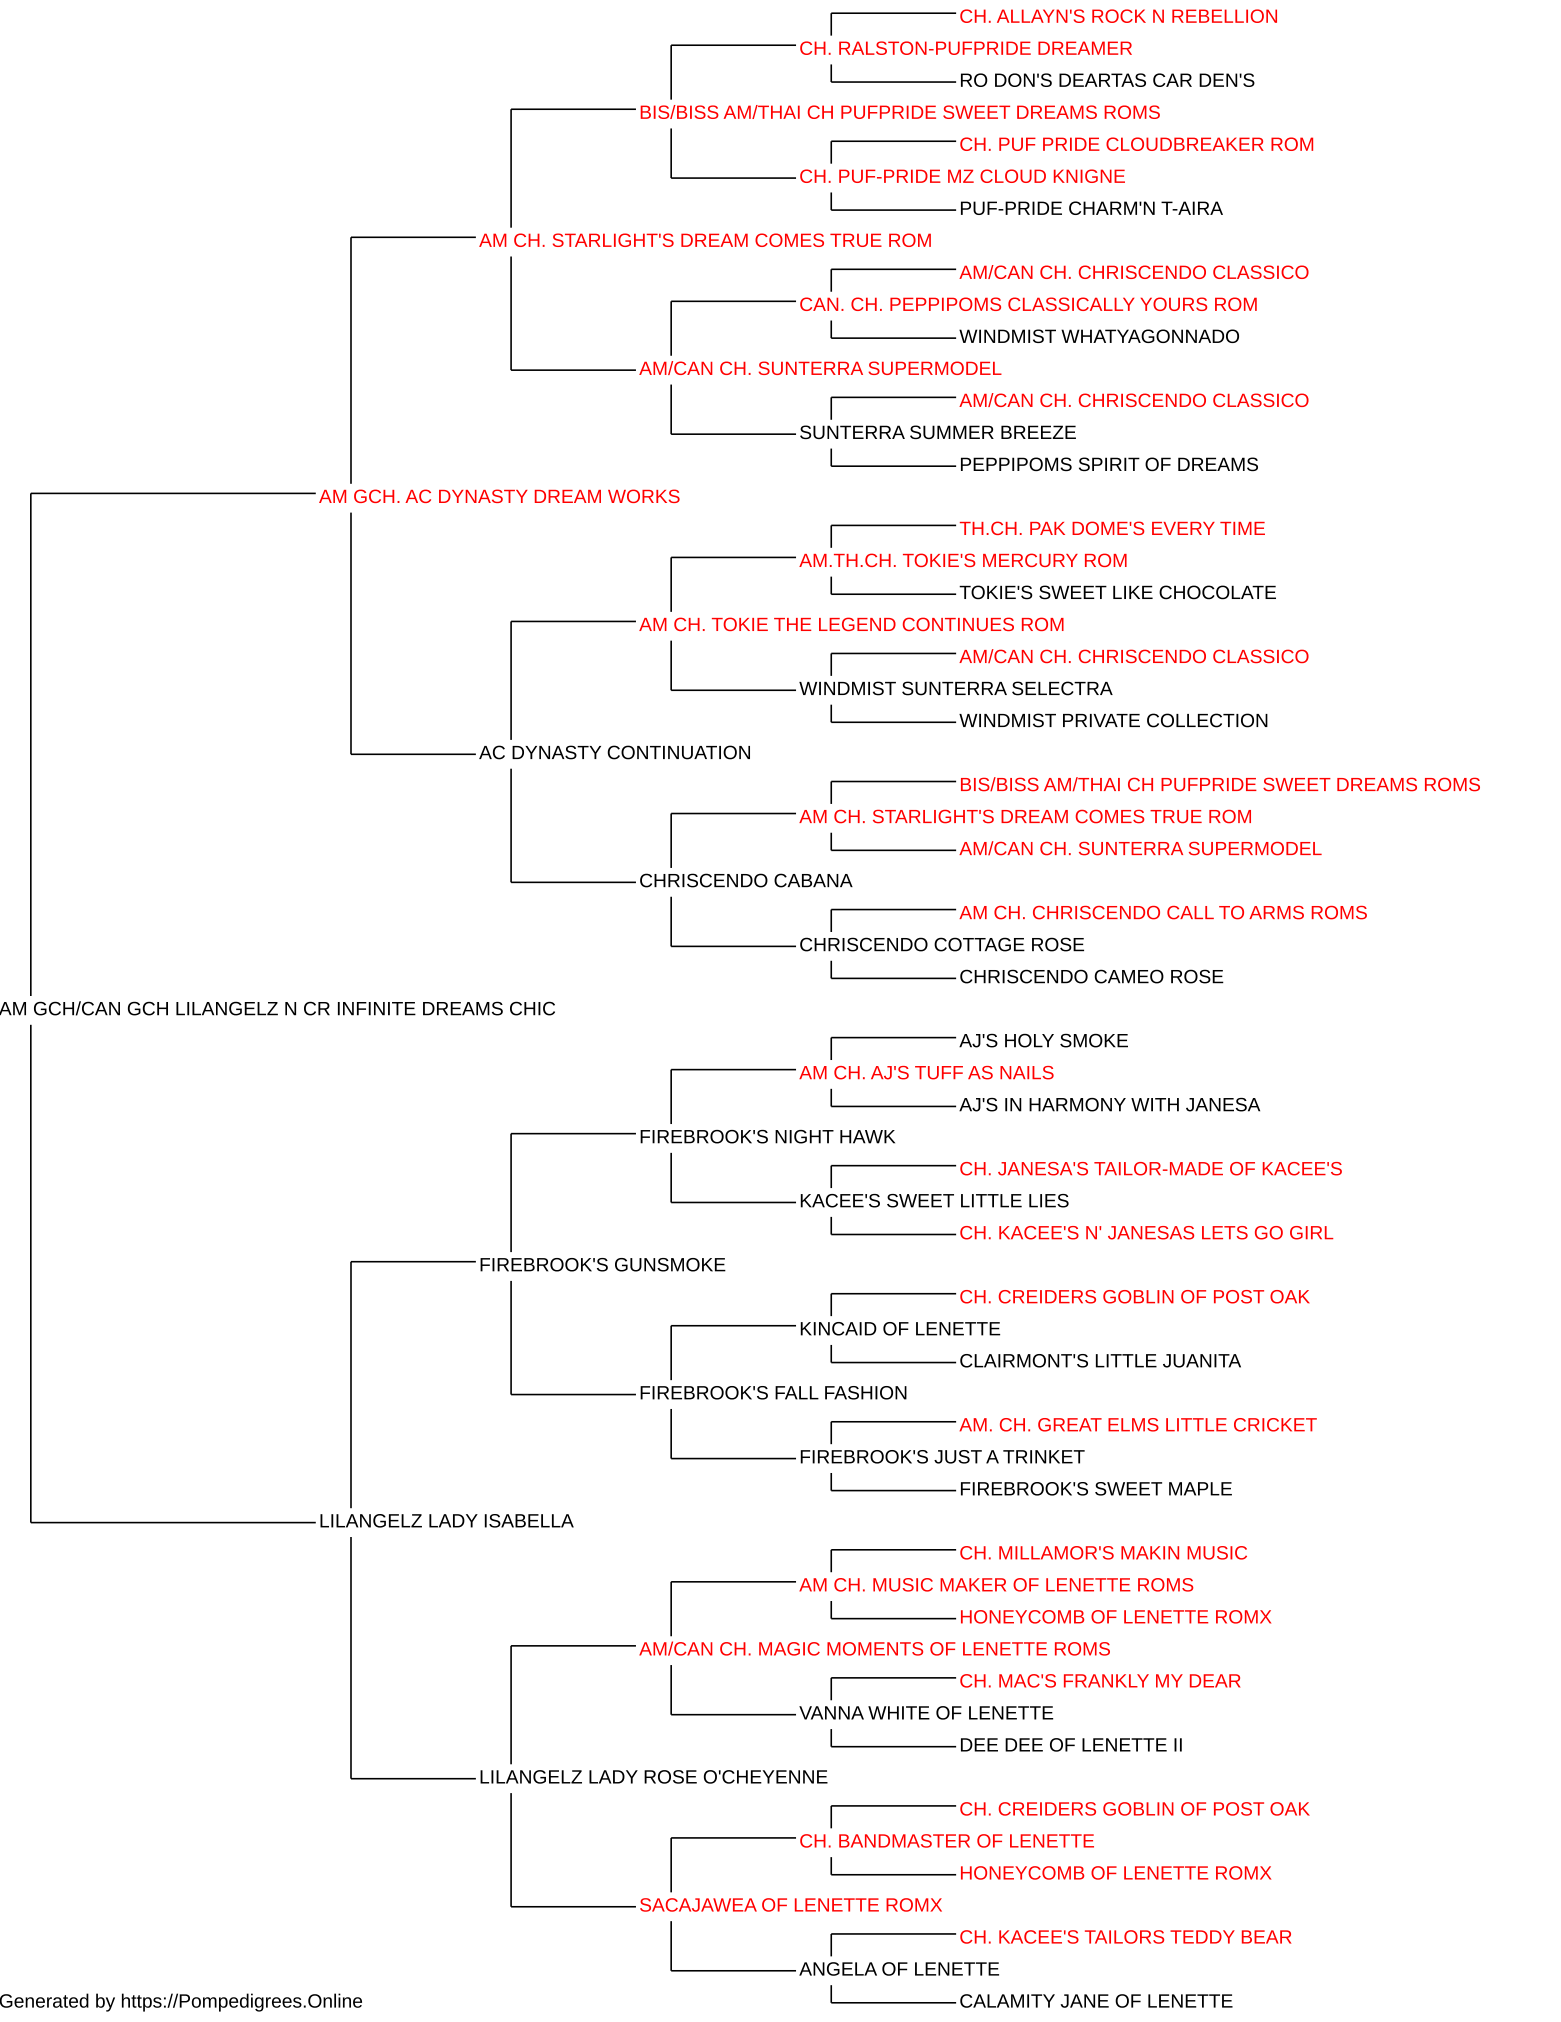 CH. ALLAYN'S ROCK N REBELLION
CH. RALSTON-PUFPRIDE DREAMER
RO DON'S DEARTAS CAR DEN'S
BIS/BISS AM/THAI CH PUFPRIDE SWEET DREAMS ROMS
CH. PUF PRIDE CLOUDBREAKER ROM
CH. PUF-PRIDE MZ CLOUD KNIGNE
PUF-PRIDE CHARM'N T-AIRA
AM CH. STARLIGHT'S DREAM COMES TRUE ROM
AM/CAN CH. CHRISCENDO CLASSICO
CAN. CH. PEPPIPOMS CLASSICALLY YOURS ROM
WINDMIST WHATYAGONNADO
AM/CAN CH. SUNTERRA SUPERMODEL
AM/CAN CH. CHRISCENDO CLASSICO
SUNTERRA SUMMER BREEZE
PEPPIPOMS SPIRIT OF DREAMS
AM GCH. AC DYNASTY DREAM WORKS
TH.CH. PAK DOME'S EVERY TIME
AM.TH.CH. TOKIE'S MERCURY ROM
TOKIE'S SWEET LIKE CHOCOLATE
AM CH. TOKIE THE LEGEND CONTINUES ROM
AM/CAN CH. CHRISCENDO CLASSICO
WINDMIST SUNTERRA SELECTRA
WINDMIST PRIVATE COLLECTION
AC DYNASTY CONTINUATION
BIS/BISS AM/THAI CH PUFPRIDE SWEET DREAMS ROMS
AM CH. STARLIGHT'S DREAM COMES TRUE ROM
AM/CAN CH. SUNTERRA SUPERMODEL
CHRISCENDO CABANA
AM CH. CHRISCENDO CALL TO ARMS ROMS
CHRISCENDO COTTAGE ROSE
CHRISCENDO CAMEO ROSE
AM GCH/CAN GCH LILANGELZ N CR INFINITE DREAMS CHIC
AJ'S HOLY SMOKE
AM CH. AJ'S TUFF AS NAILS
AJ'S IN HARMONY WITH JANESA
FIREBROOK'S NIGHT HAWK
CH. JANESA'S TAILOR-MADE OF KACEE'S
KACEE'S SWEET LITTLE LIES
CH. KACEE'S N' JANESAS LETS GO GIRL
FIREBROOK'S GUNSMOKE
CH. CREIDERS GOBLIN OF POST OAK
KINCAID OF LENETTE
CLAIRMONT'S LITTLE JUANITA
FIREBROOK'S FALL FASHION
AM. CH. GREAT ELMS LITTLE CRICKET
FIREBROOK'S JUST A TRINKET
FIREBROOK'S SWEET MAPLE
LILANGELZ LADY ISABELLA
CH. MILLAMOR'S MAKIN MUSIC
AM CH. MUSIC MAKER OF LENETTE ROMS
HONEYCOMB OF LENETTE ROMX
AM/CAN CH. MAGIC MOMENTS OF LENETTE ROMS
CH. MAC'S FRANKLY MY DEAR
VANNA WHITE OF LENETTE
DEE DEE OF LENETTE II
LILANGELZ LADY ROSE O'CHEYENNE
CH. CREIDERS GOBLIN OF POST OAK
CH. BANDMASTER OF LENETTE
HONEYCOMB OF LENETTE ROMX
SACAJAWEA OF LENETTE ROMX
CH. KACEE'S TAILORS TEDDY BEAR
ANGELA OF LENETTE
CALAMITY JANE OF LENETTE
Generated by https://Pompedigrees.Online